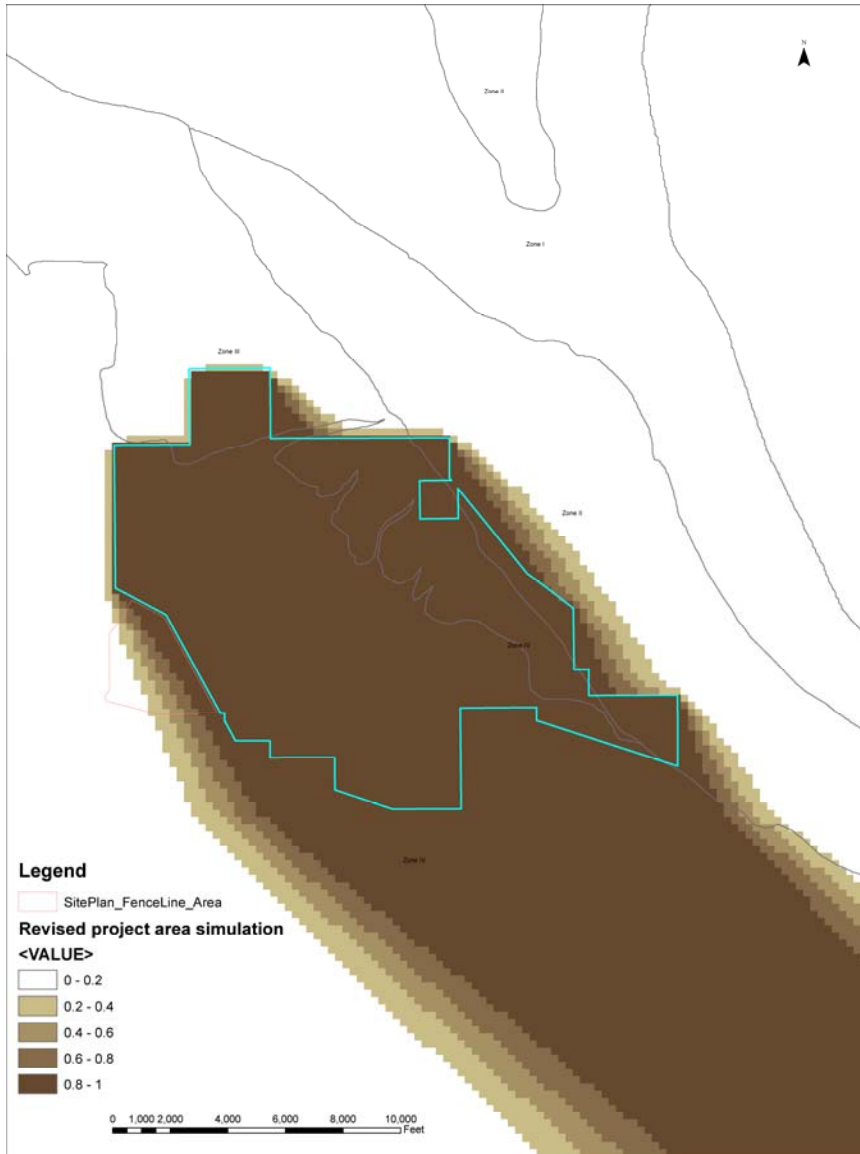 N
Zone II
Zone I
Zone III
Zone II
Zone IV
Zone IV
Legend
SitePlan_FenceLine_Area
Revised project area simulation
<VALUE>
0 - 0.2
0.2 - 0.4
0.4 - 0.6
0.6 - 0.8
0.8 - 1
0 1,000 2,000 4,000 6,000 8,000 10,000
Feet